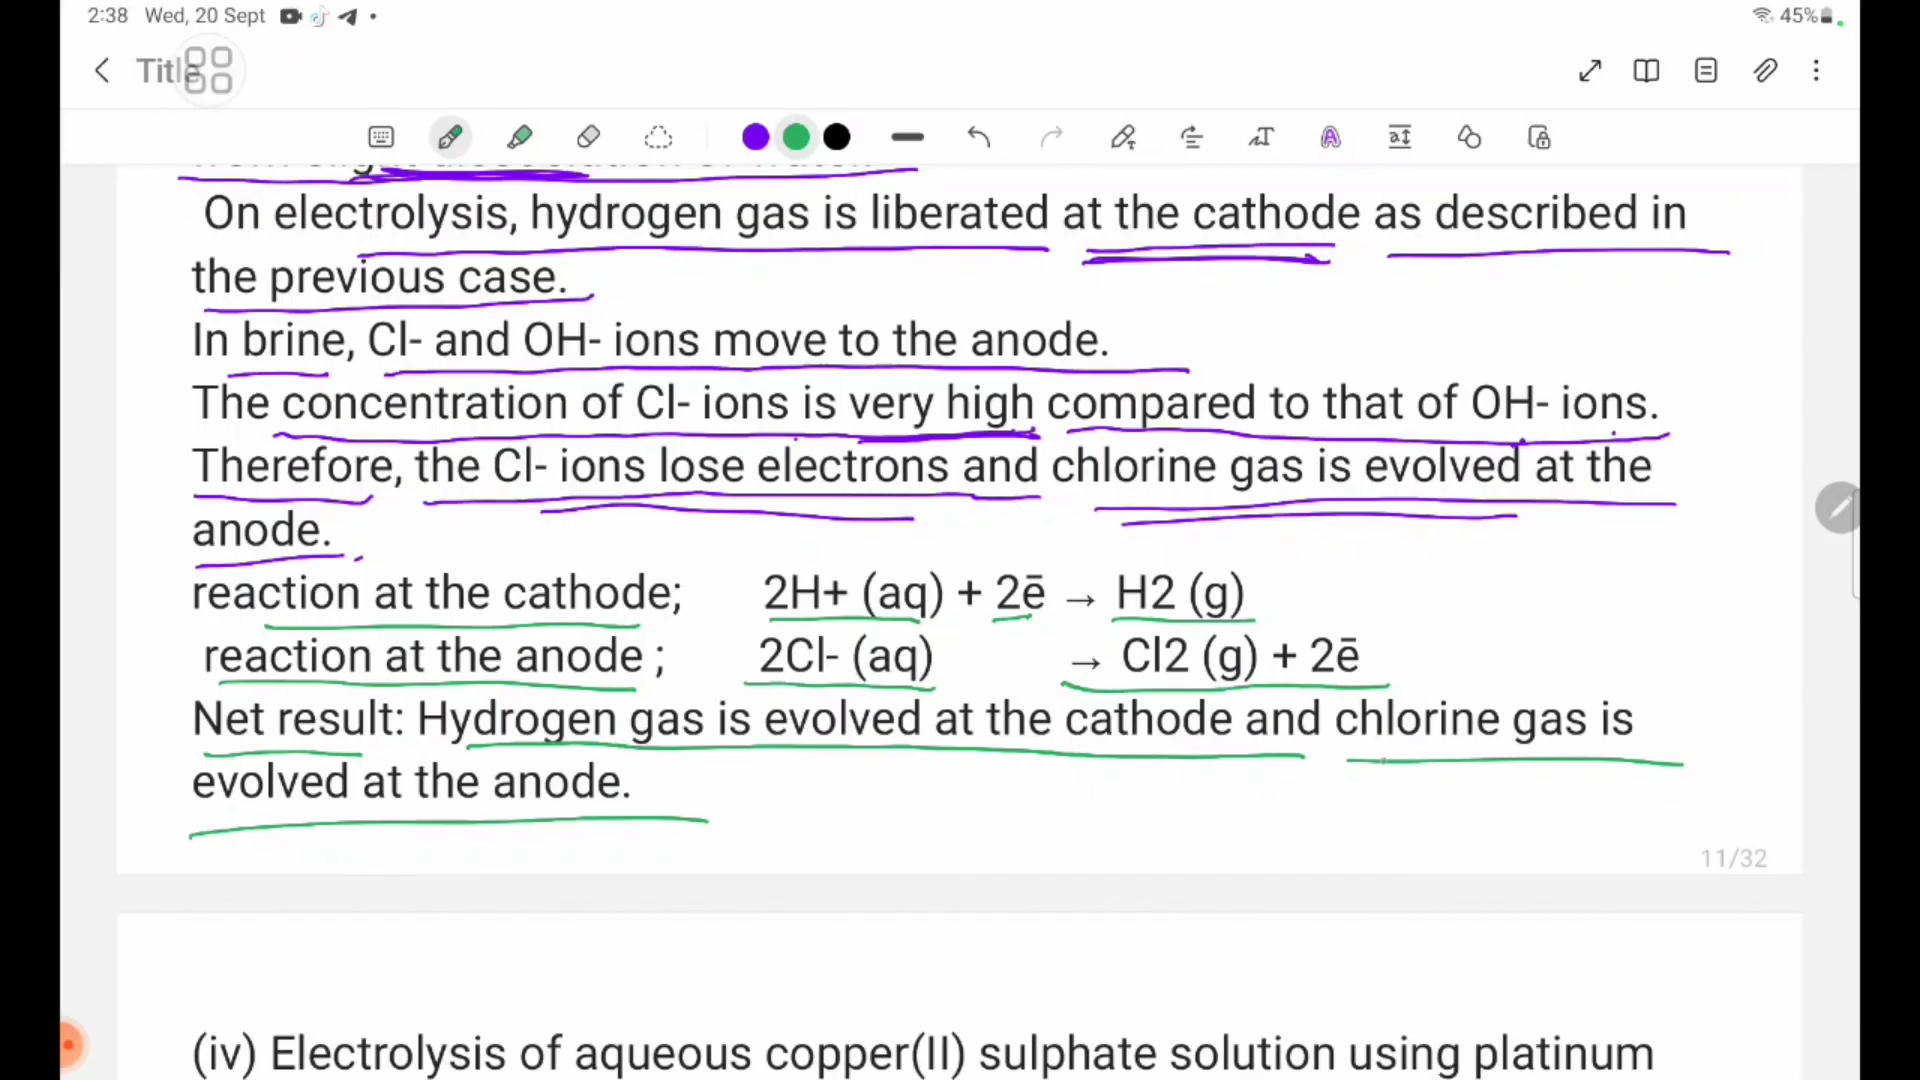 2:38 Wed, 20 Sept
45%
Title
On electrolysis, hydrogen gas is liberated at the cathode as described in
the previous case.
In brine, Cl- and OH- ions move to the anode.
The concentration of Cl- ions is very high compared to that of OH- ions.
Therefore, the Cl- ions lose electrons and chlorine gas is evolved at the
anode.
reaction at the cathode; 2H+ (aq) + 2ē → H2 (g)
reaction at the anode ; 2Cl- (aq) → Cl2 (g) + 2ē
Net result: Hydrogen gas is evolved at the cathode and chlorine gas is
evolved at the anode.
11/32
(iv) Electrolysis of aqueous copper(II) sulphate solution using platinum